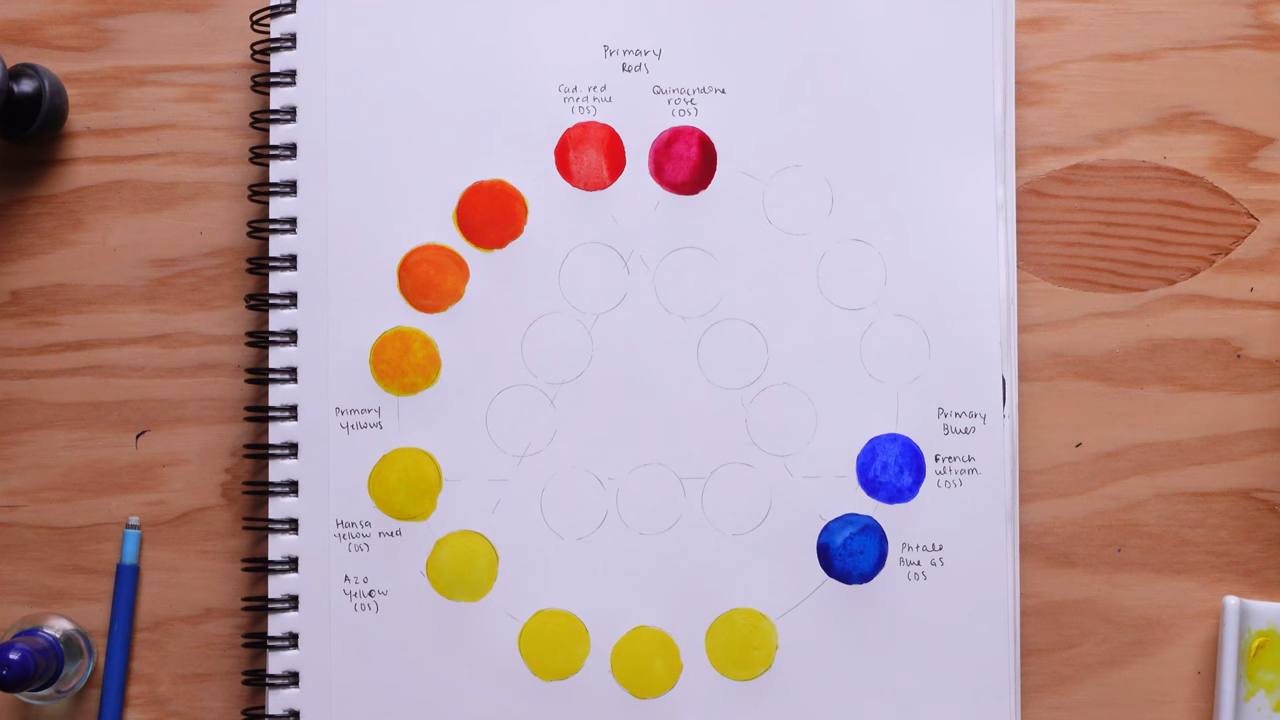 Primary
Reds
Cad. red
med hue
(DS)
Quinacridone
rose
(DS)
Primary
Yellows
Hansa
Yellow med
(DS)
Azo
Yellow
(DS)
Primary
Blues
French
ultram.
(DS)
Phtalo
Blue GS
(DS